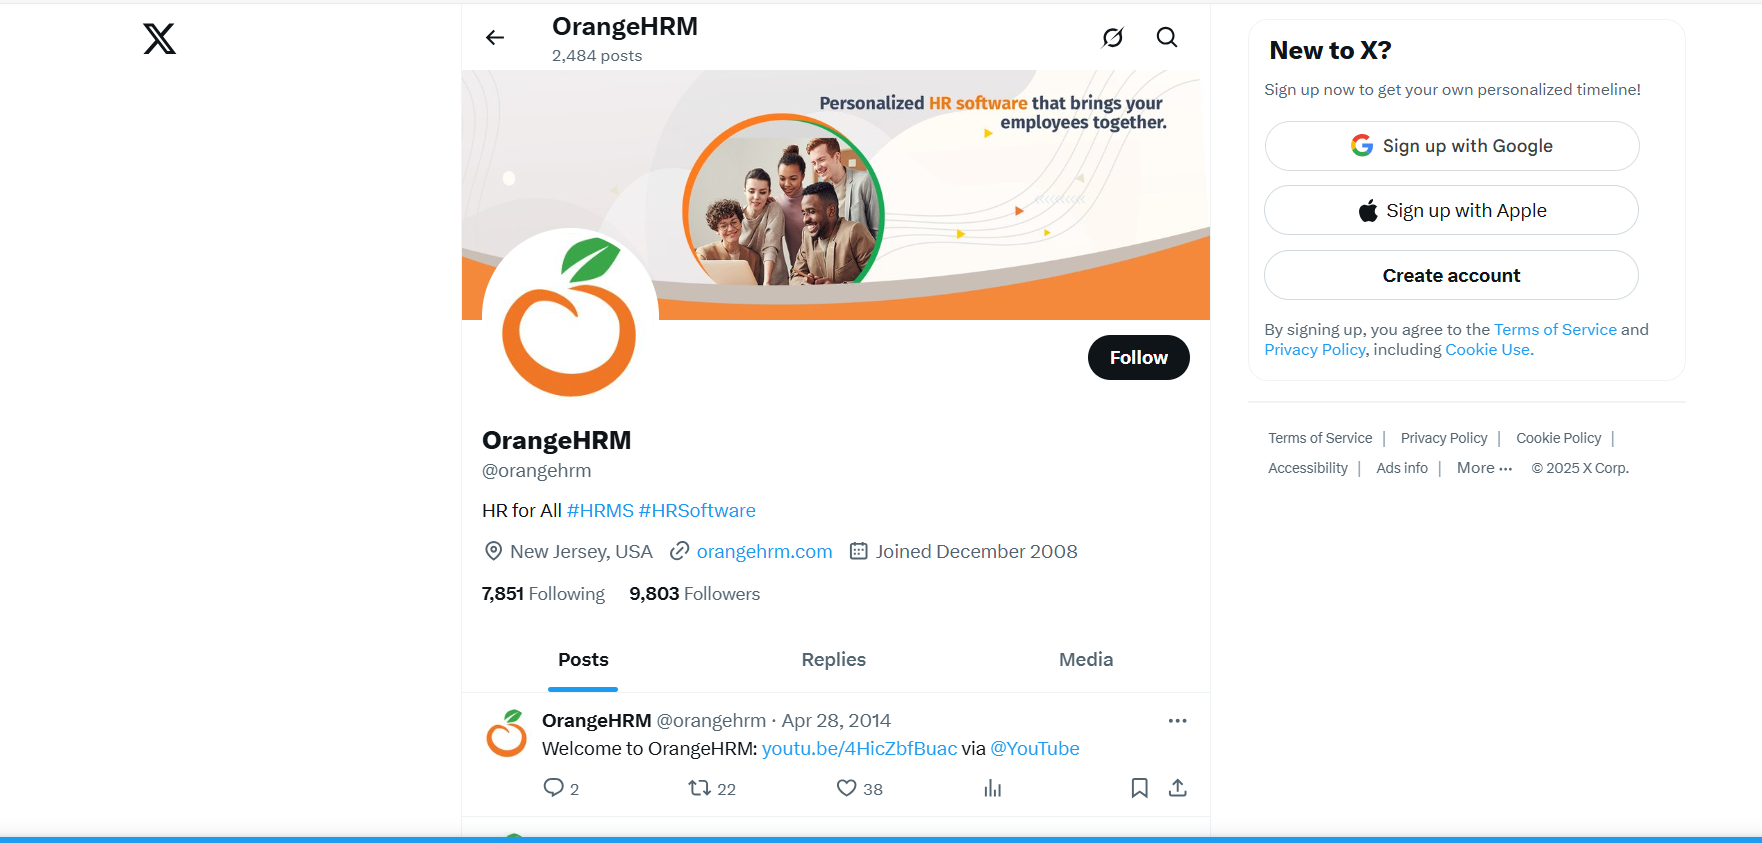 OrangeHRM
2,484 posts
Personalized HR software that brings your
employees together.
Follow
OrangeHRM
@orangehrm
HR for All #HRMS #HRSoftware
New Jersey, USA orangehrm.com Joined December 2008
7,851 Following 9,803 Followers
Posts Replies Media
OrangeHRM @orangehrm · Apr 28, 2014
Welcome to OrangeHRM: youtu.be/4HicZbfBuac via @YouTube
2 22 38
New to X?
Sign up now to get your own personalized timeline!
Sign up with Google
Sign up with Apple
Create account
By signing up, you agree to the Terms of Service and
Privacy Policy, including Cookie Use.
Terms of Service | Privacy Policy | Cookie Policy |
Accessibility | Ads info | More ··· © 2025 X Corp.